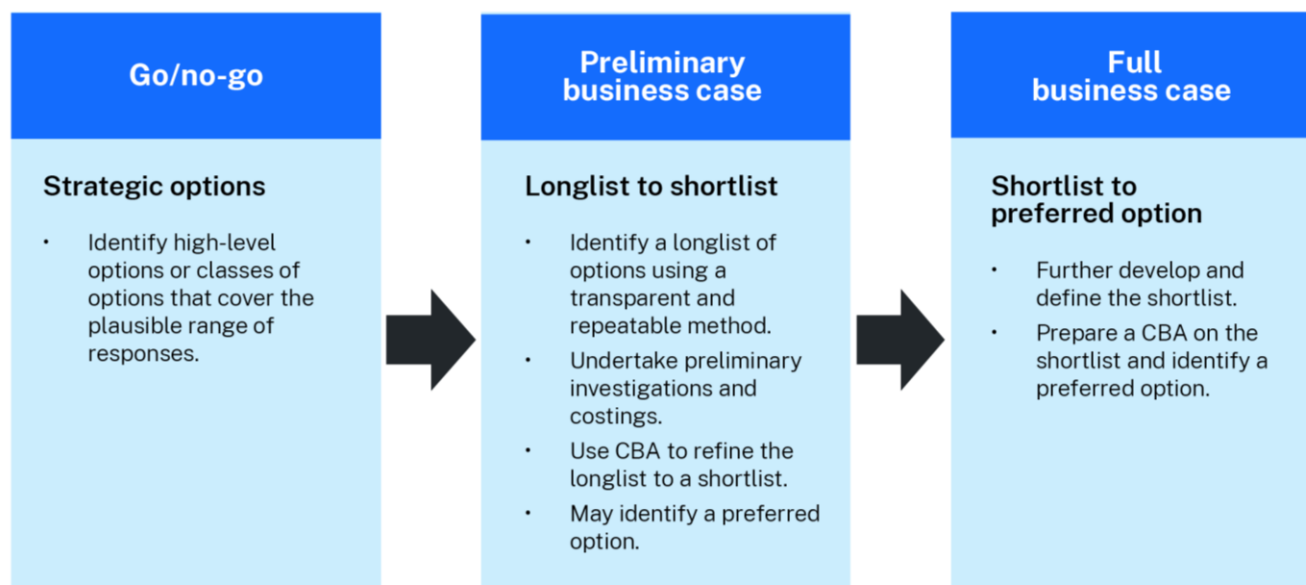 Go/no-go
Strategic options
• Identify high-level
options or classes of
options that cover the
plausible range of
responses.
Preliminary
business case
Longlist to shortlist
• Identify a longlist of
options using a
transparent and
repeatable method.
• Undertake preliminary
investigations and
costings.
• Use CBA to refine the
longlist to a shortlist.
• May identify a preferred
option.
Full
business case
Shortlist to
preferred option
• Further develop and
define the shortlist.
• Prepare a CBA on the
shortlist and identify a
preferred option.